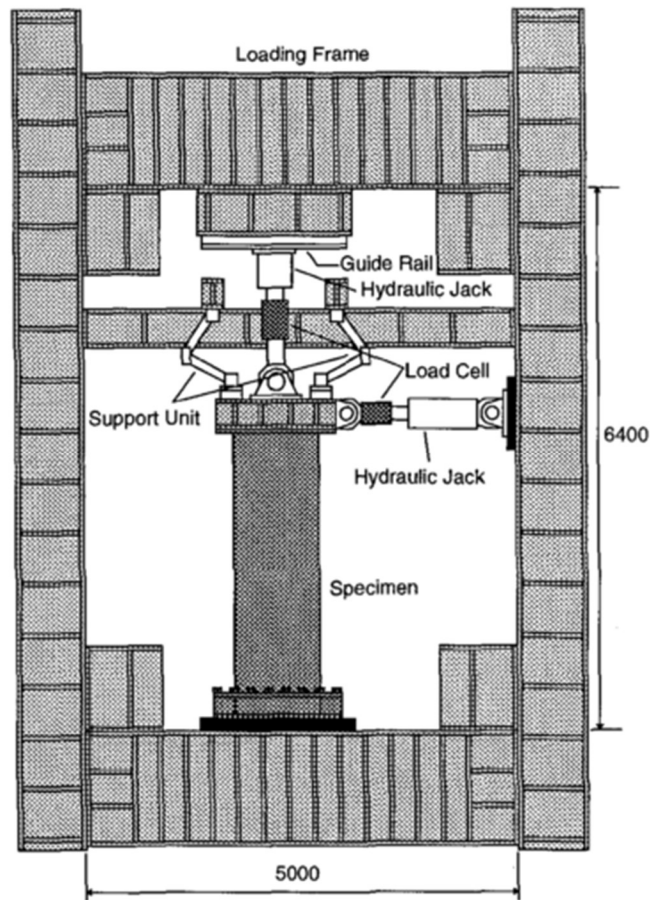 Loading Frame
Guide Rail
Hydraulic Jack
Load Cell
Support Unit
6400
Hydraulic Jack
Specimen
5000